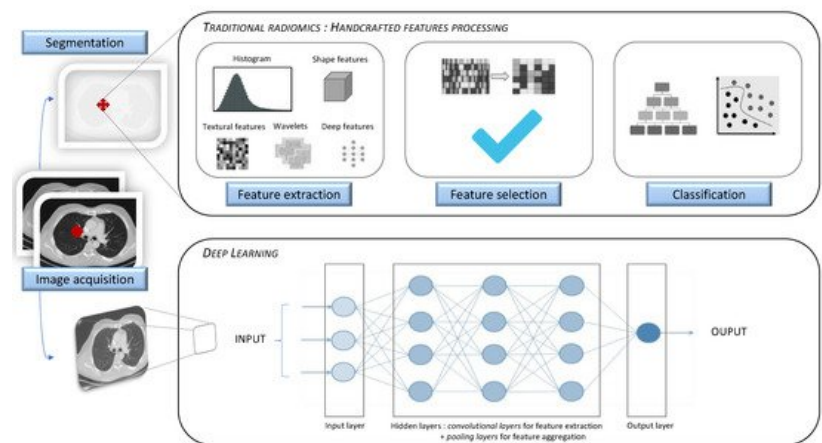 TRADITIONAL RADIOMICS : HANDCRAFTED FEATURES PROCESSING
Segmentation
Histogram
Shape features
Textural features
Wavelets
Deep features
Feature extraction
Feature selection
Classification
Image acquisition
DEEP LEARNING
INPUT
OUPUT
Input layer
Hidden layers : convolutional layers for feature extraction
+ pooling layers for feature aggregation
Output layer